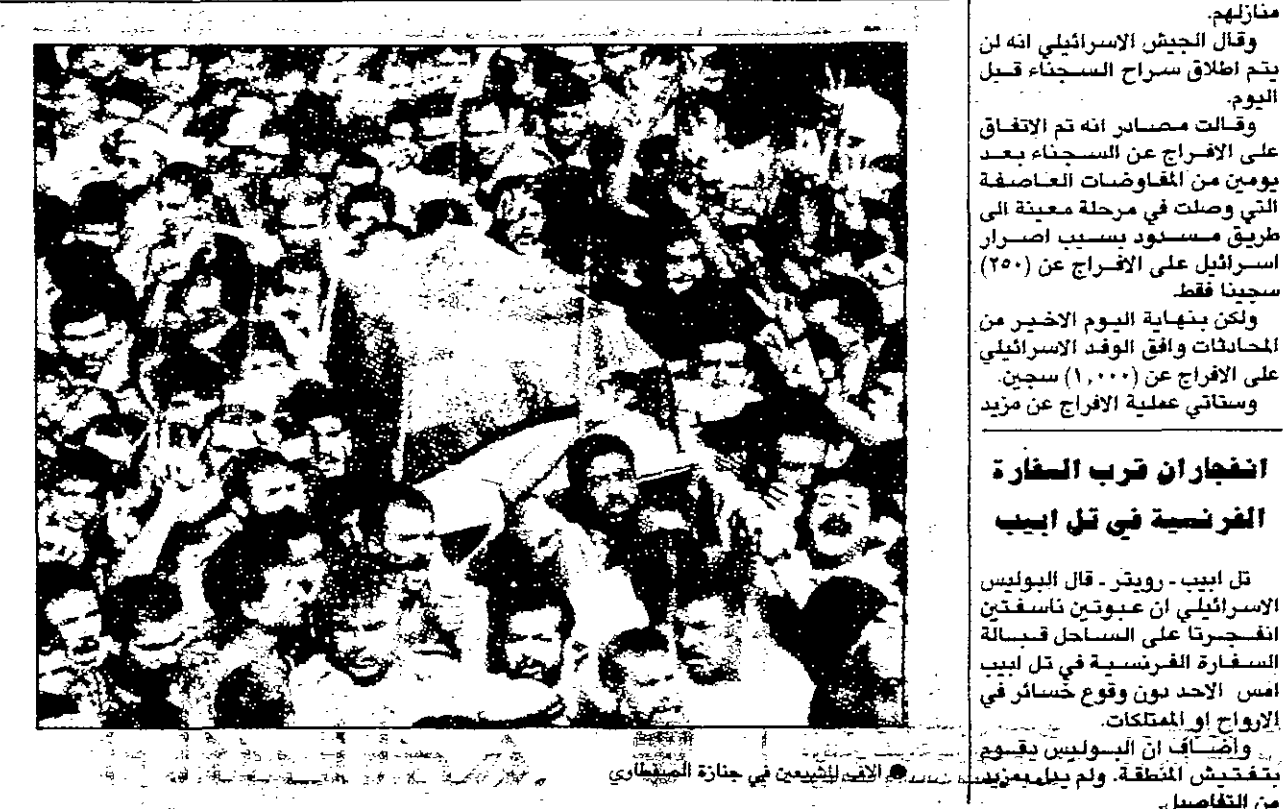 منازلهم.
وقال الجيش الاسرائيلي انه لن
يتم اطلاق سراح السجناء قبل
اليوم.
وقالت مصادر انه تم الاتفاق
على الافراج عن السجناء بعد
يومين من المفاوضات العاصفة
التي وصلت في مرحلة معينة الى
طريق مسدود بسبب اصرار
اسرائيل على الافراج عن (٢٥٠)
سجينا فقط.
ولكن بنهاية اليوم الاخير من
المحادثات وافق الوفد الاسرائيلي
على الافراج عن (١,٠٠٠) سجين.
وستاتي عملية الافراج عن مزيد
انفجاران قرب السفارة
الفرنسية في تل ابيب
تل ابيب - رويتر - قال البوليس
الاسرائيلي ان عبوتين ناسفتين
انفجرتا على الساحل قبالة
السفارة الفرنسية في تل ابيب
امس الاحد دون وقوع خسائر في
الارواح او الممتلكات.
واضاف ان البوليس يقوم
بتفتيش المنطقة. ولم يدل بمزيد
من التفاصيل.
● الاف المشيعين في جنازة